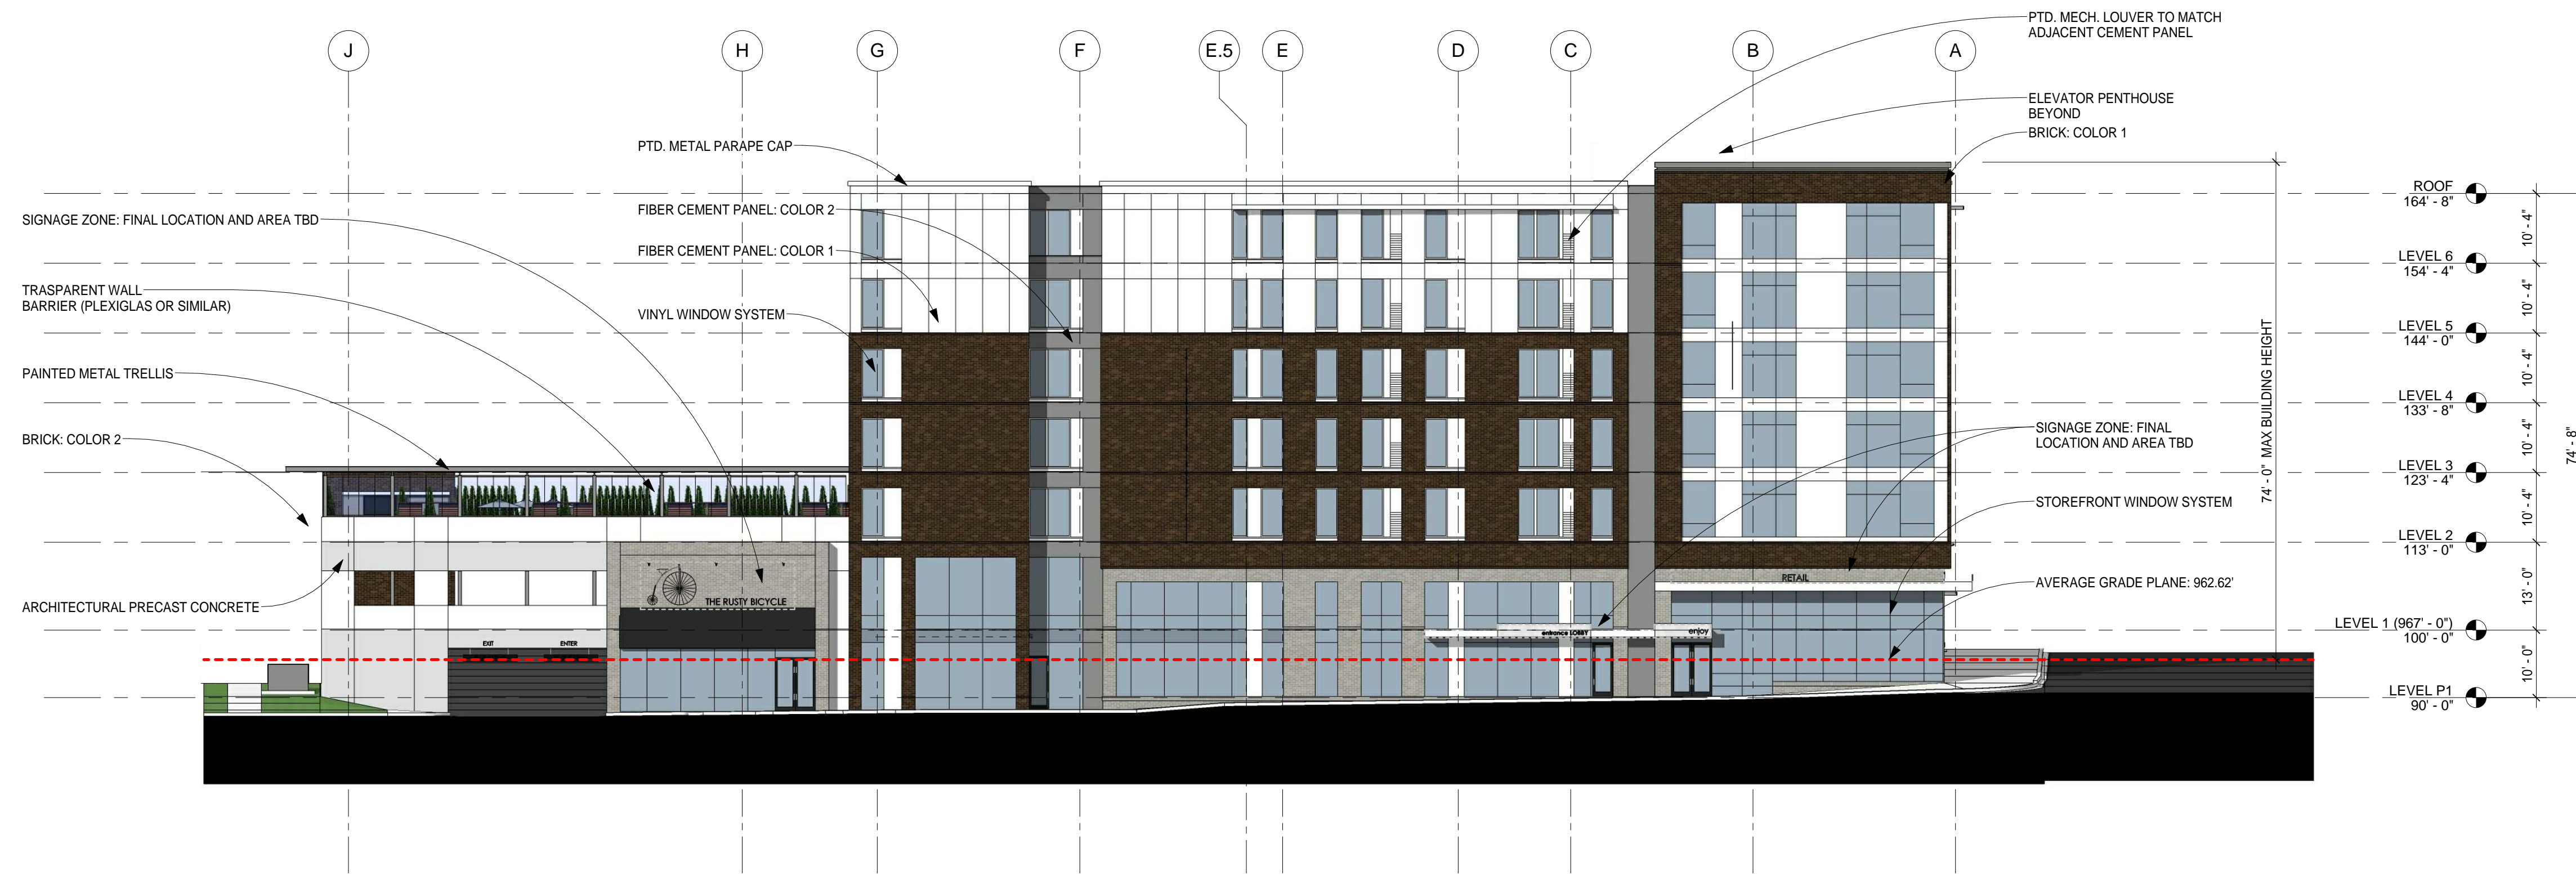 J
H
G
F
E.5
E
D
C
B
A
PTD. MECH. LOUVER TO MATCH
ADJACENT CEMENT PANEL
ELEVATOR PENTHOUSE
BEYOND
BRICK: COLOR 1
PTD. METAL PARAPE CAP
FIBER CEMENT PANEL: COLOR 2
FIBER CEMENT PANEL: COLOR 1
VINYL WINDOW SYSTEM
SIGNAGE ZONE: FINAL LOCATION AND AREA TBD
TRASPARENT WALL
BARRIER (PLEXIGLAS OR SIMILAR)
PAINTED METAL TRELLIS
BRICK: COLOR 2
ARCHITECTURAL PRECAST CONCRETE
EXIT
ENTER
THE RUSTY BICYCLE
entrance LOBBY
enjoy
RETAIL
SIGNAGE ZONE: FINAL
LOCATION AND AREA TBD
STOREFRONT WINDOW SYSTEM
AVERAGE GRADE PLANE: 962.62'
74' - 0" MAX BUILDING HEIGHT
ROOF
164' - 8"
10' - 4"
LEVEL 6
154' - 4"
10' - 4"
LEVEL 5
144' - 0"
10' - 4"
LEVEL 4
133' - 8"
10' - 4"
LEVEL 3
123' - 4"
10' - 4"
LEVEL 2
113' - 0"
13' - 0"
LEVEL 1 (967' - 0")
100' - 0"
10' - 0"
LEVEL P1
90' - 0"
74' - 8"